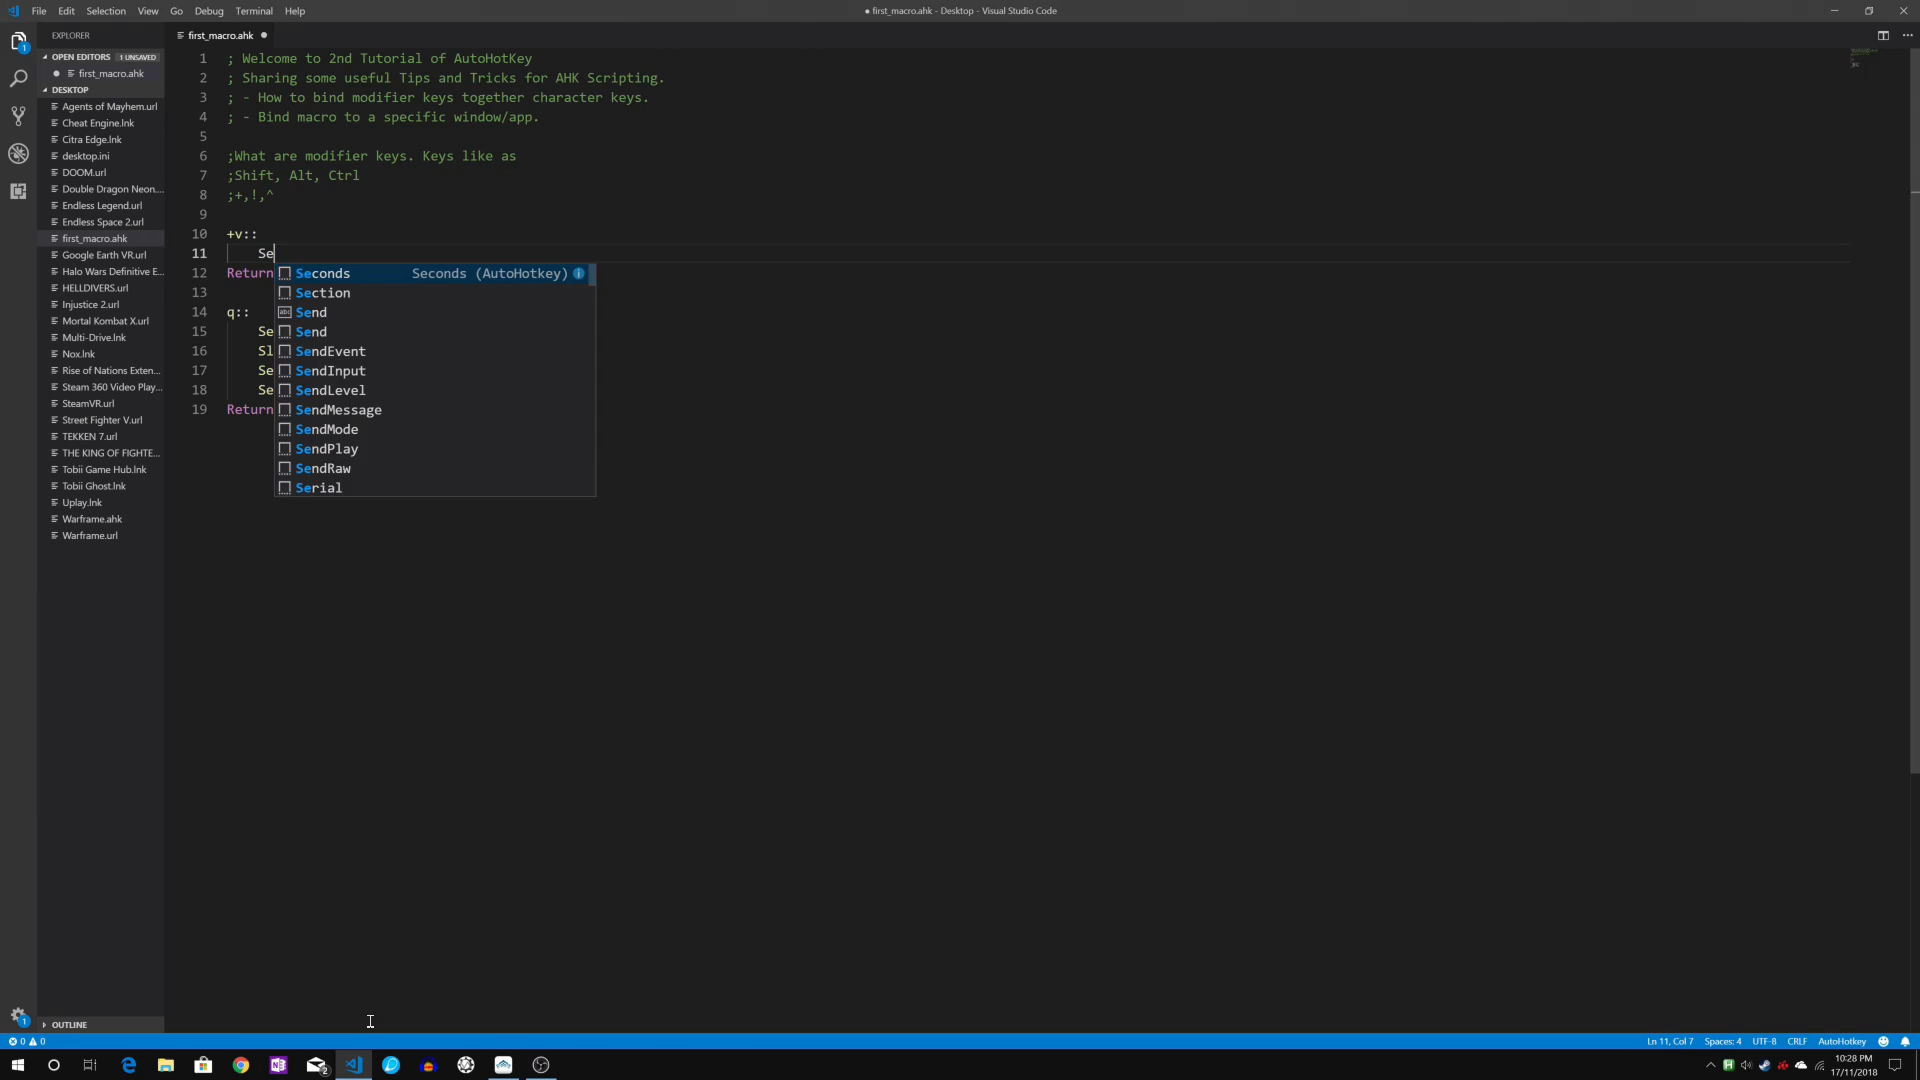 File Edit Selection View Go Debug Terminal Help
● first_macro.ahk - Desktop - Visual Studio Code
EXPLORER
OPEN EDITORS 1 UNSAVED
first_macro.ahk
DESKTOP
Agents of Mayhem.url
Cheat Engine.lnk
Citra Edge.lnk
desktop.ini
DOOM.url
Double Dragon Neon....
Endless Legend.url
Endless Space 2.url
first_macro.ahk
Google Earth VR.url
Halo Wars Definitive E...
HELLDIVERS.url
Injustice 2.url
Mortal Kombat X.url
Multi-Drive.lnk
Nox.lnk
Rise of Nations Exten...
Steam 360 Video Play...
SteamVR.url
Street Fighter V.url
TEKKEN 7.url
THE KING OF FIGHTE...
Tobii Game Hub.lnk
Tobii Ghost.lnk
Uplay.lnk
Warframe.ahk
Warframe.url
OUTLINE
first_macro.ahk
1 ; Welcome to 2nd Tutorial of AutoHotKey
2 ; Sharing some useful Tips and Tricks for AHK Scripting.
3 ; - How to bind modifier keys together character keys.
4 ; - Bind macro to a specific window/app.
5
6 ;What are modifier keys. Keys like as
7 ;Shift, Alt, Ctrl
8 ;+,!,^
9
10 +v::
11 Se
12 Return
13
14 q::
15 Se
16 Sl
17 Se
18 Se
19 Return
Seconds Seconds (AutoHotkey)
Section
Send
Send
SendEvent
SendInput
SendLevel
SendMessage
SendMode
SendPlay
SendRaw
Serial
0 0
Ln 11, Col 7 Spaces: 4 UTF-8 CRLF AutoHotkey
10:28 PM
17/11/2018